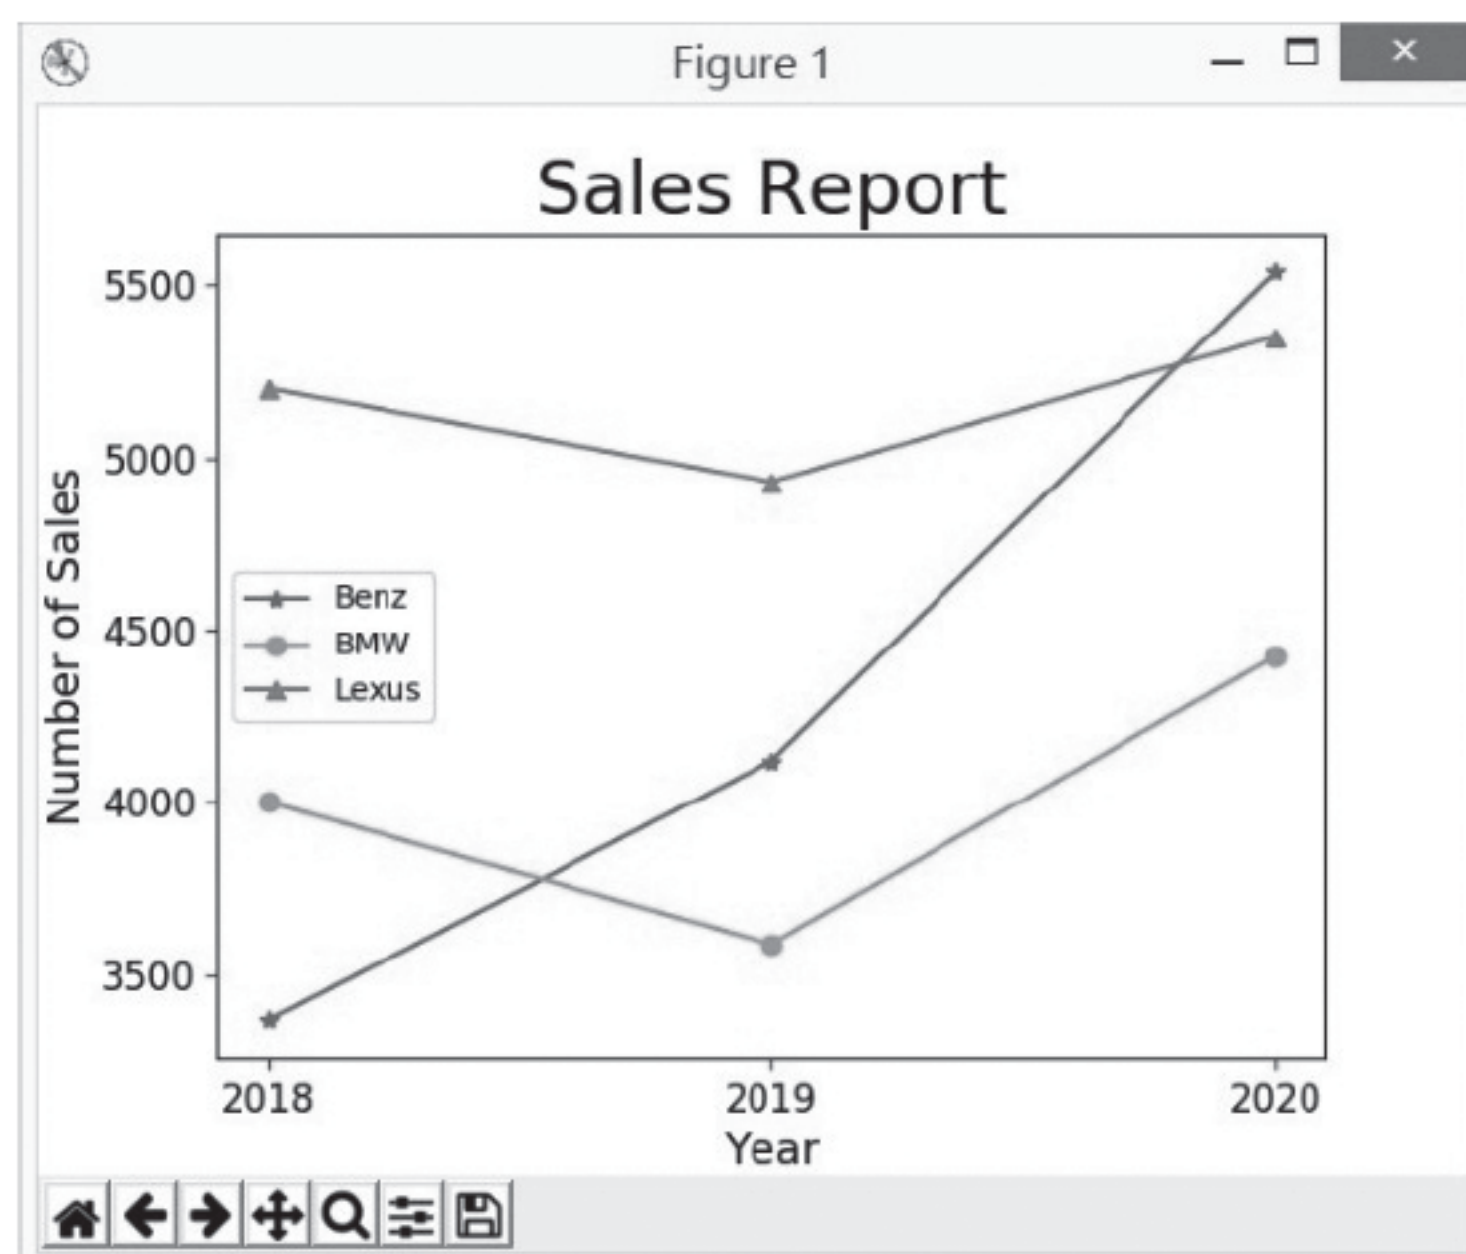 Figure 1
Sales Report
5500
5000
4500
4000
3500
Number of Sales
Benz
BMW
Lexus
2018 2019 2020
Year